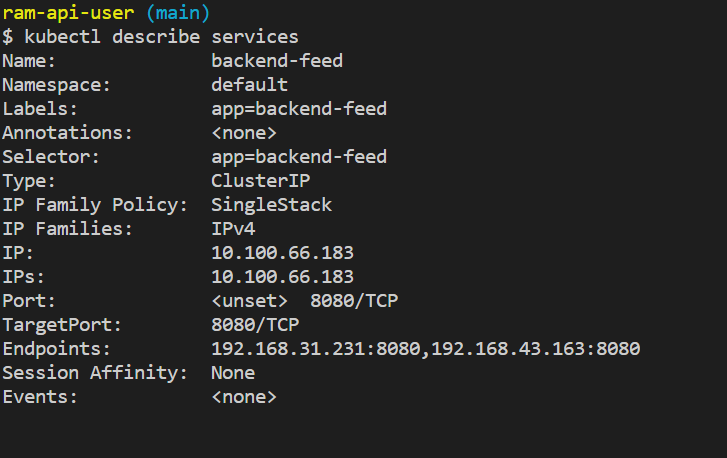 ram-api-user (main)
$ kubectl describe services
Name:              backend-feed
Namespace:         default
Labels:            app=backend-feed
Annotations:       <none>
Selector:          app=backend-feed
Type:              ClusterIP
IP Family Policy:  SingleStack
IP Families:       IPv4
IP:                10.100.66.183
IPs:               10.100.66.183
Port:              <unset>  8080/TCP
TargetPort:        8080/TCP
Endpoints:         192.168.31.231:8080,192.168.43.163:8080
Session Affinity:  None
Events:            <none>